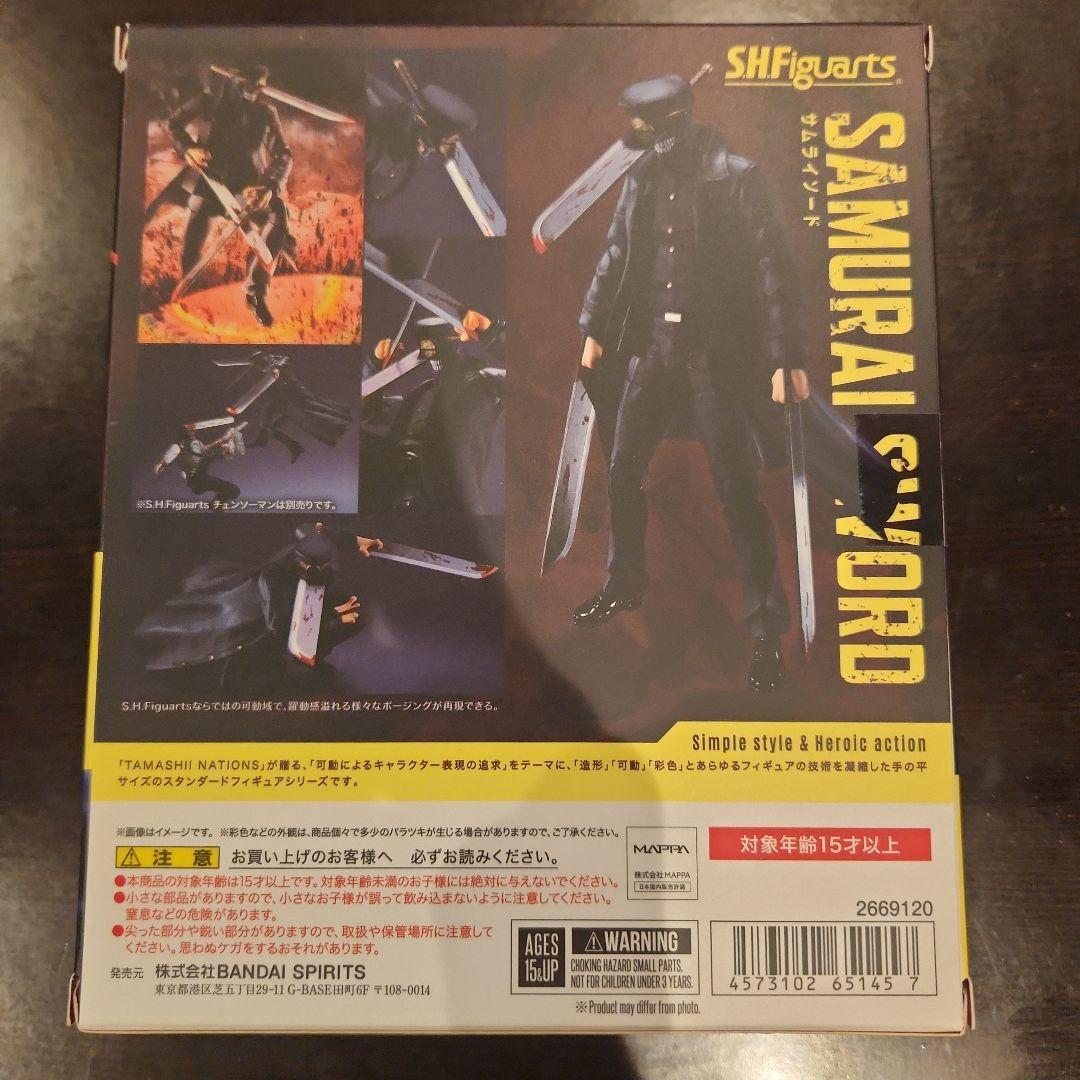 S.H.Figuarts
SAMURAI SWORD
サムライソード
※S.H.Figuarts チェンソーマンは別売りです。
S.H.Figuartsならではの可動域で、躍動感溢れる様々なポージングが再現できる。
Simple style & Heroic action
「TAMASHII NATIONS」が贈る、「可動によるキャラクター表現の追求」をテーマに、「造形」「可動」「彩色」とあらゆるフィギュアの技術を凝縮した手の平
サイズのスタンダードフィギュアシリーズです。
※画像はイメージです。 ※彩色などの外観は、商品個々で多少のバラツキが生じる場合がありますので、ご了承ください。
注意 お買い上げのお客様へ 必ずお読みください。
●本商品の対象年齢は15才以上です。対象年齢未満のお子様には絶対に与えないでください。
●小さな部品がありますので、小さなお子様が誤って飲み込まないように注意してください。
窒息などの危険があります。
●尖った部分や鋭い部分がありますので、取扱や保管場所に注意して
ください。思わぬケガをするおそれがあります。
発売元 株式会社BANDAI SPIRITS
東京都港区芝五丁目29-11 G-BASE田町6F 〒108-0014
MAPPA
株式会社MAPPA
日本国内販売許諾
対象年齢15才以上
2669120
AGES
15&UP
WARNING
CHOKING HAZARD SMALL PARTS.
NOT FOR CHILDREN UNDER 3 YEARS.
※Product may differ from photo.
4573102 65145 7